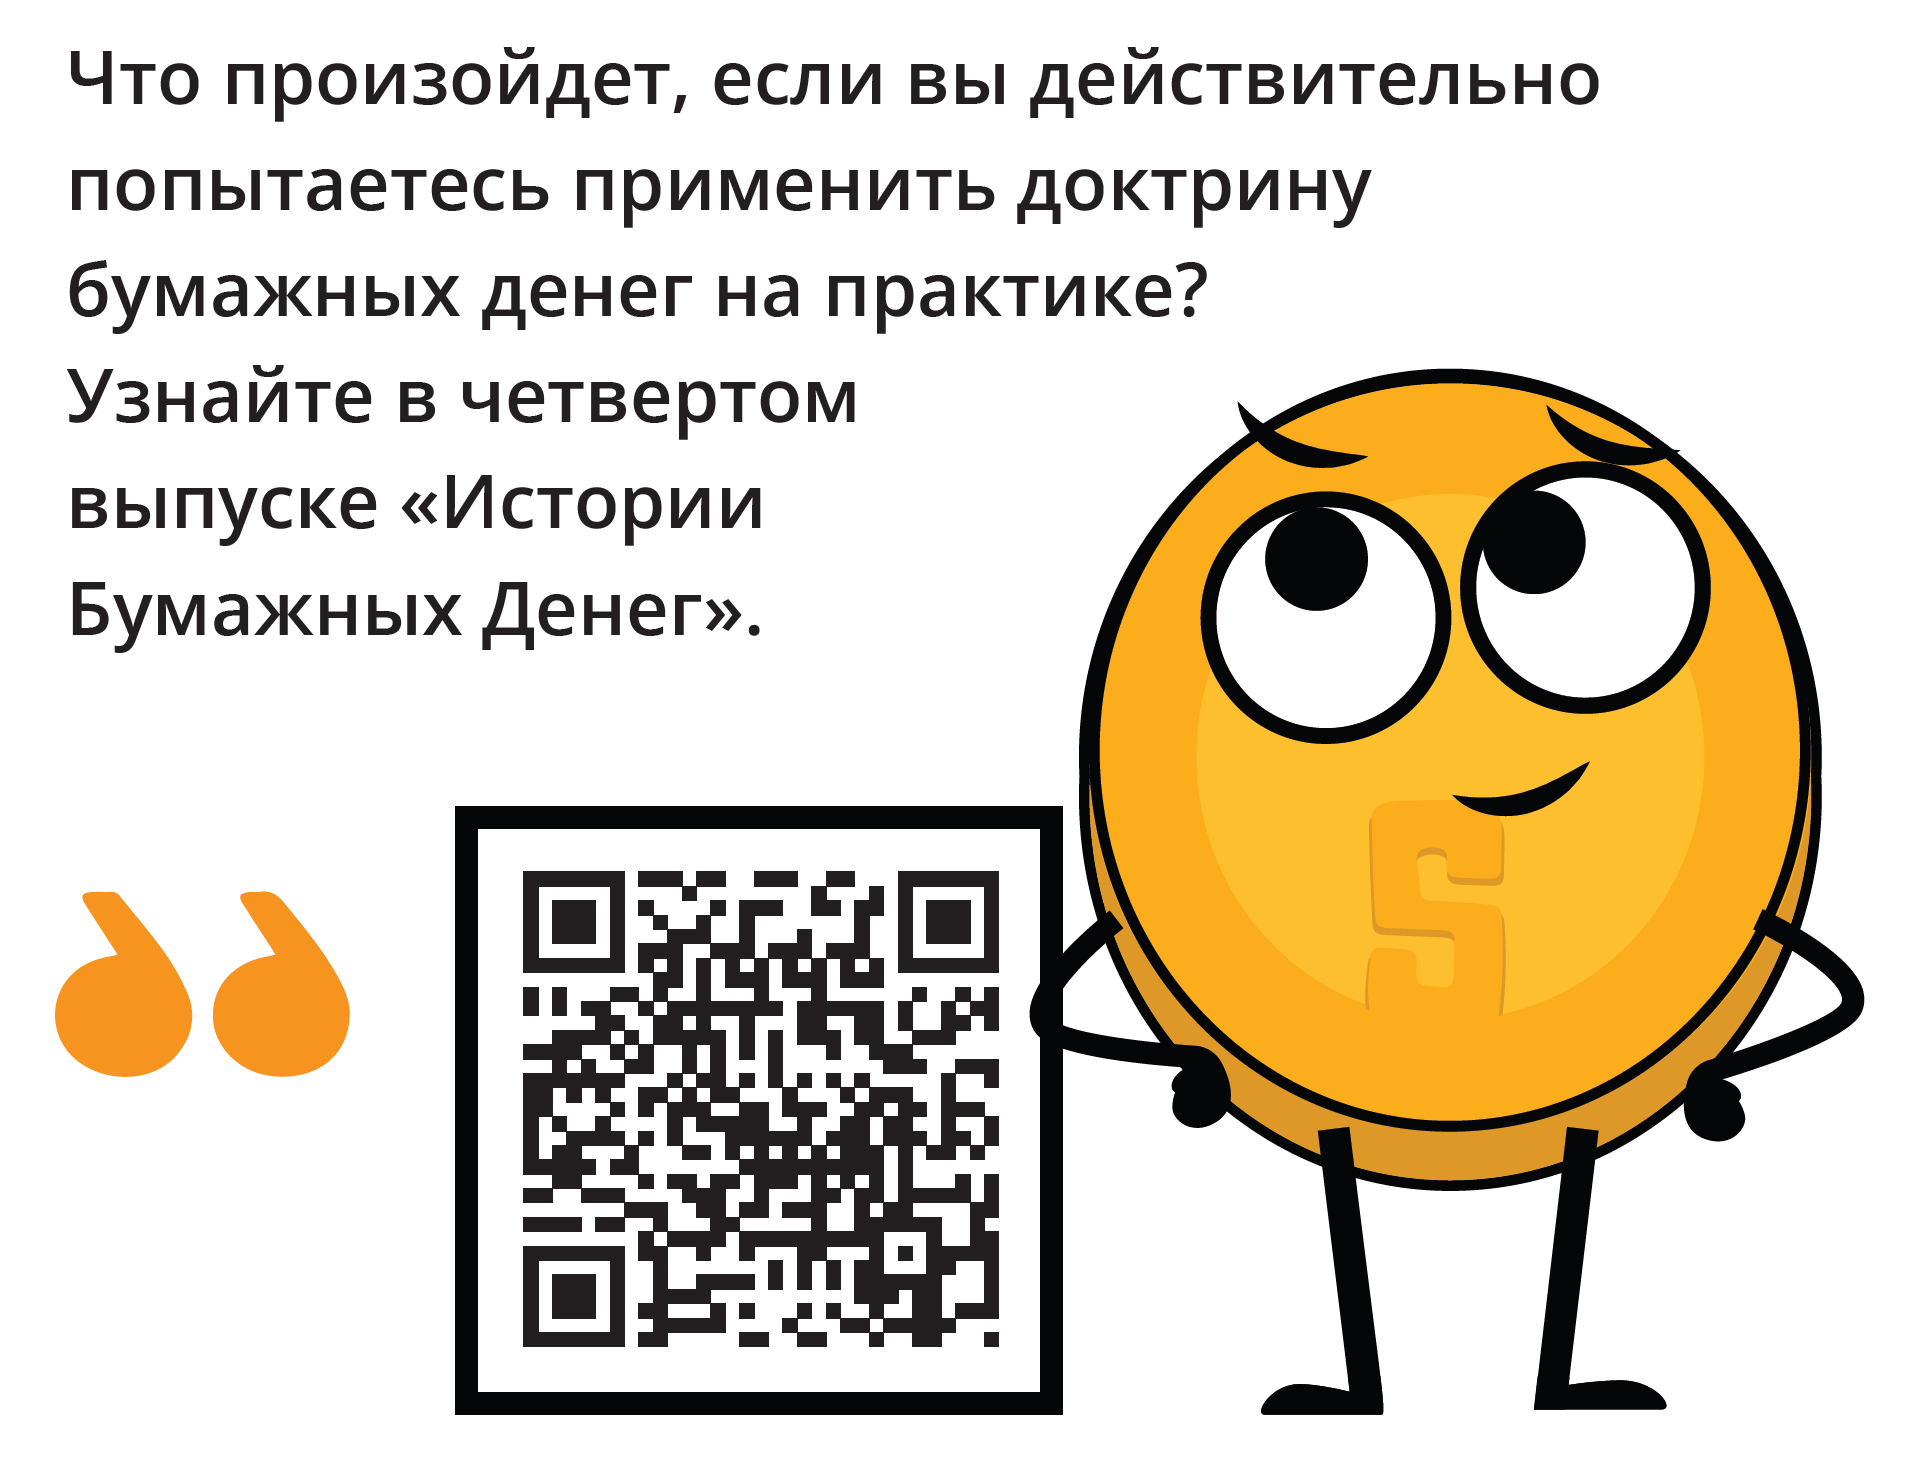 Что произойдет, если вы действительно
попытаетесь применить доктрину
бумажных денег на практике?
Узнайте в четвертом
выпуске «Истории
Бумажных Денег».